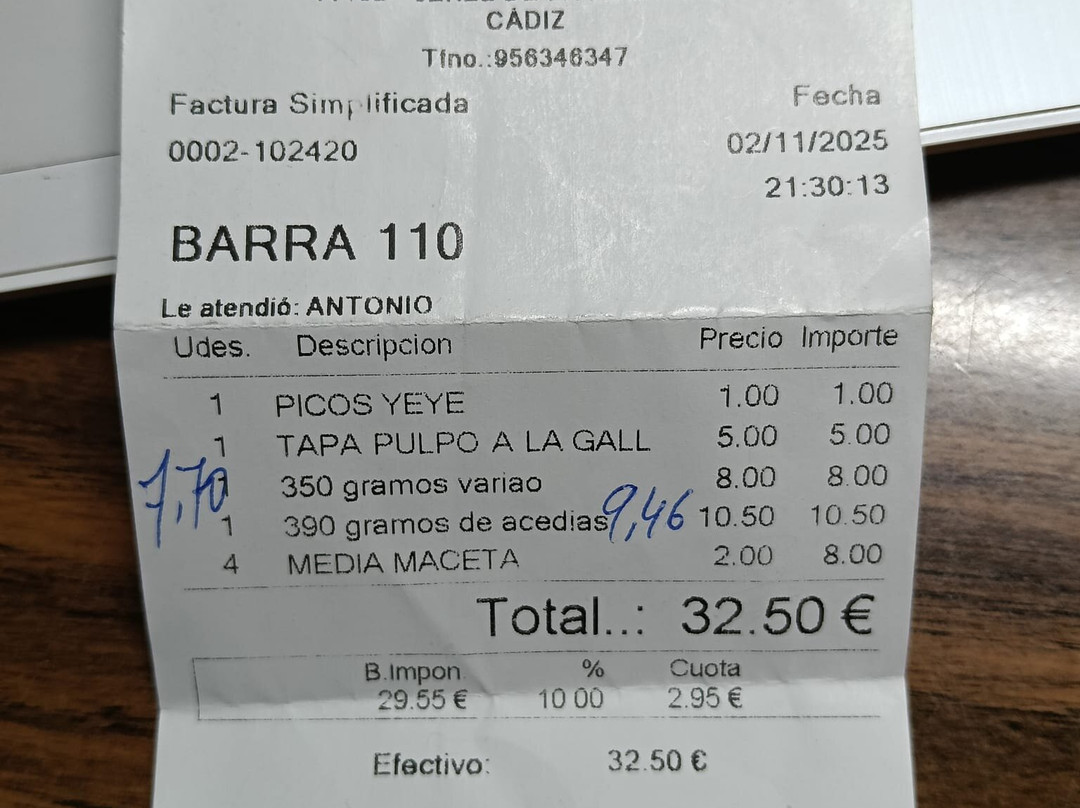 CÁDIZ
Tfno.:956346347
Factura Simplificada Fecha
0002-102420 02/11/2025
21:30:13
BARRA 110
Le atendió: ANTONIO
Udes. Descripcion Precio Importe
1 PICOS YEYE 1.00 1.00
1 TAPA PULPO A LA GALL 5.00 5.00
7,70 1 350 gramos variao 8.00 8.00
1 390 gramos de acedias 9,46 10.50 10.50
4 MEDIA MACETA 2.00 8.00
Total..: 32.50 €
B.Impon % Cuota
29.55 € 10 00 2.95 €
Efectivo: 32.50 €